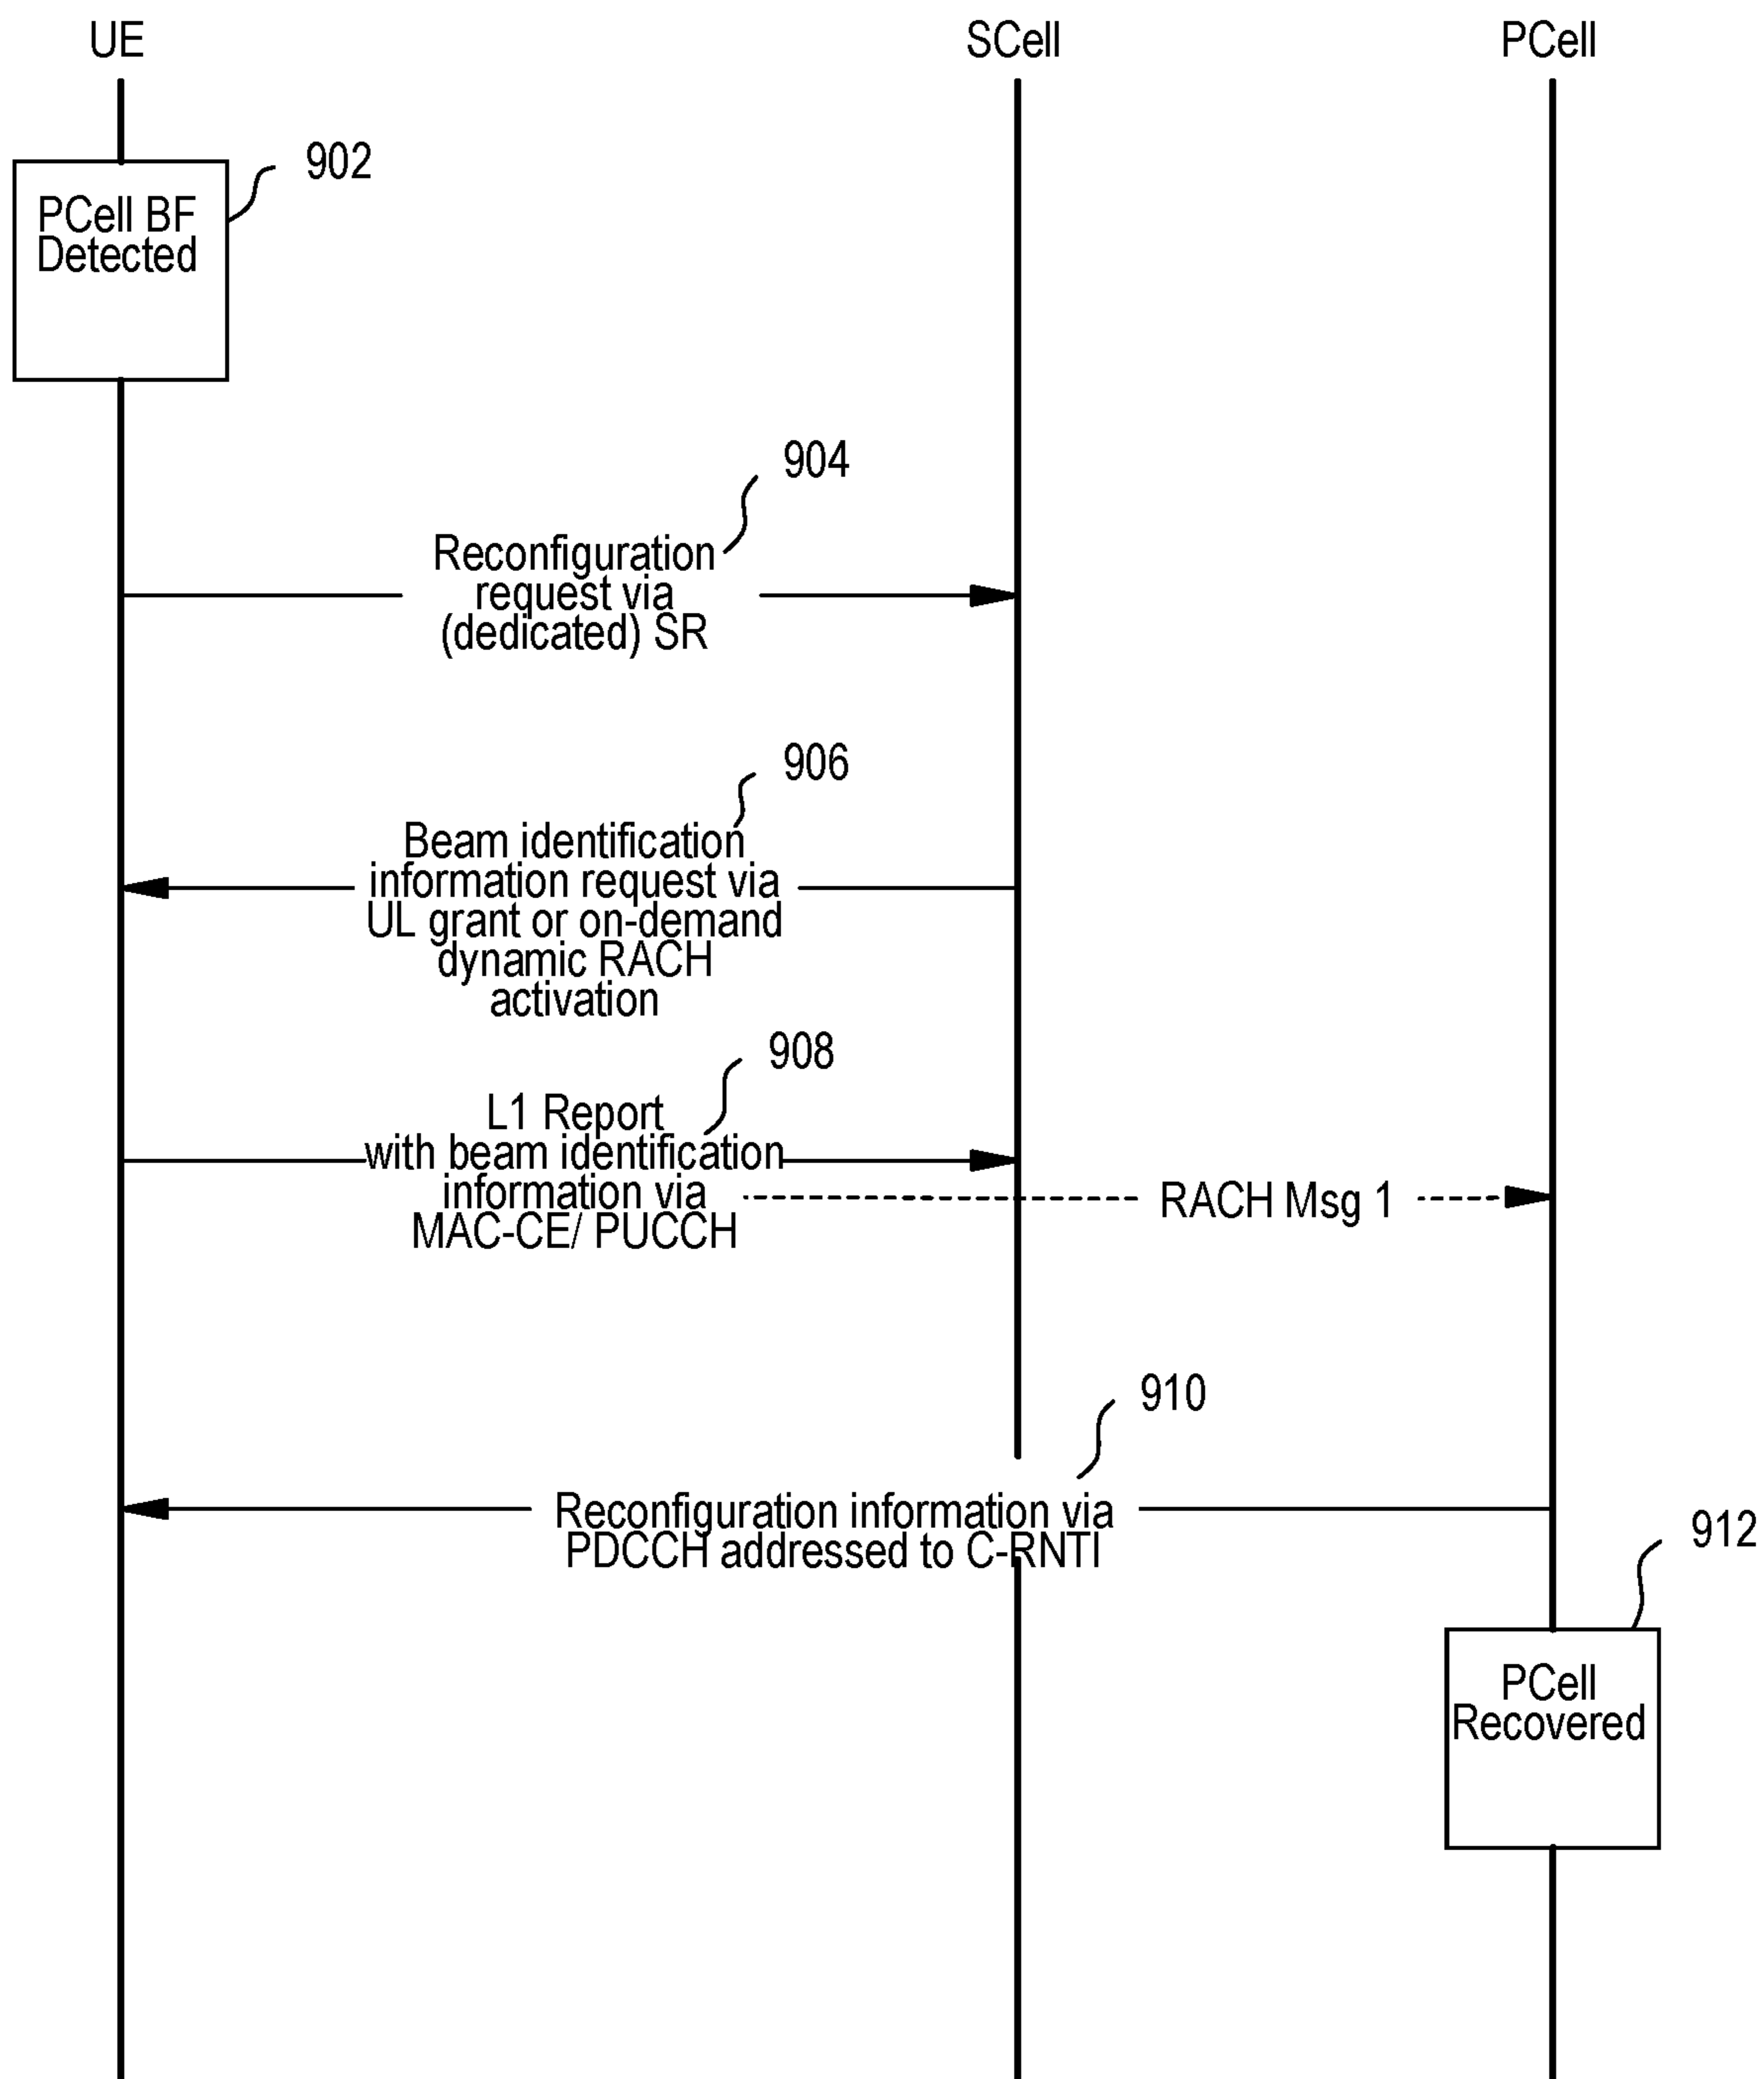 UE
SCell
PCell
902
PCell BF
Detected
904
Reconfiguration
request via
(dedicated) SR
906
Beam identification
information request via
UL grant or on-demand
dynamic RACH
activation
908
L1 Report
with beam identification
information via
MAC-CE/ PUCCH
RACH Msg 1
910
Reconfiguration information via
PDCCH addressed to C-RNTI
912
PCell
Recovered